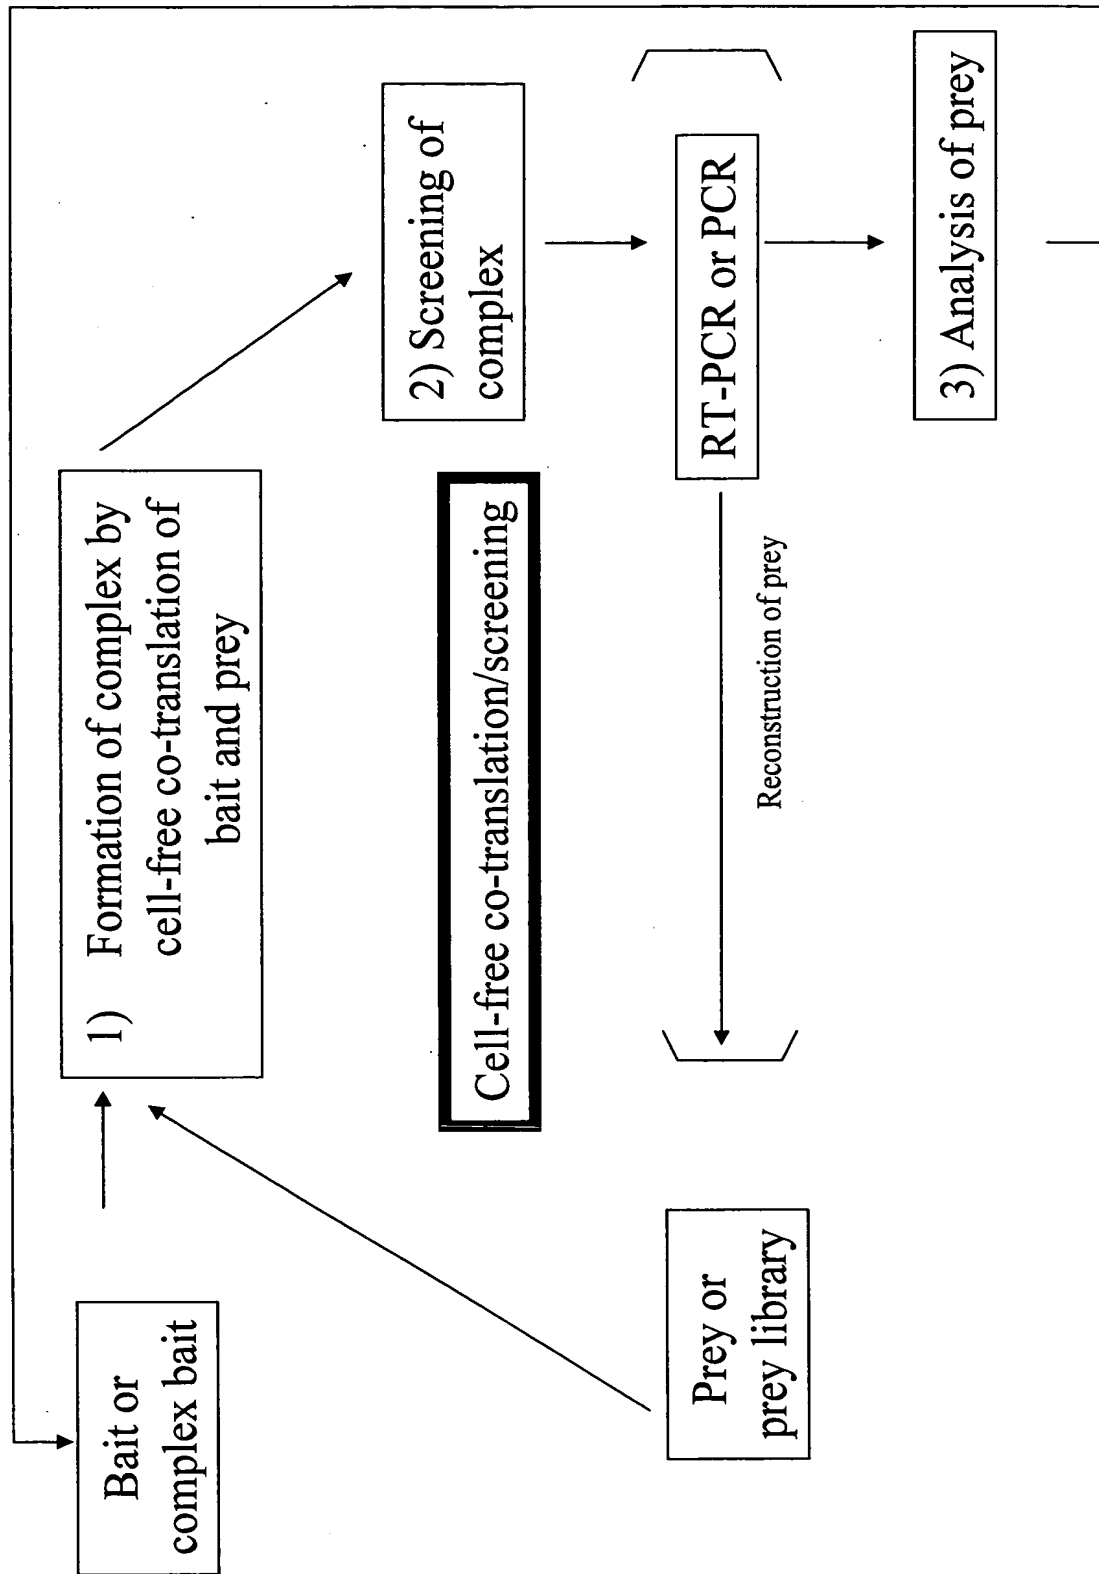 Bait or
complex bait
1) Formation of complex by
cell-free co-translation of
bait and prey
2) Screening of
complex
Cell-free co-translation/screening
Prey or
prey library
Reconstruction of prey
RT-PCR or PCR
3) Analysis of prey